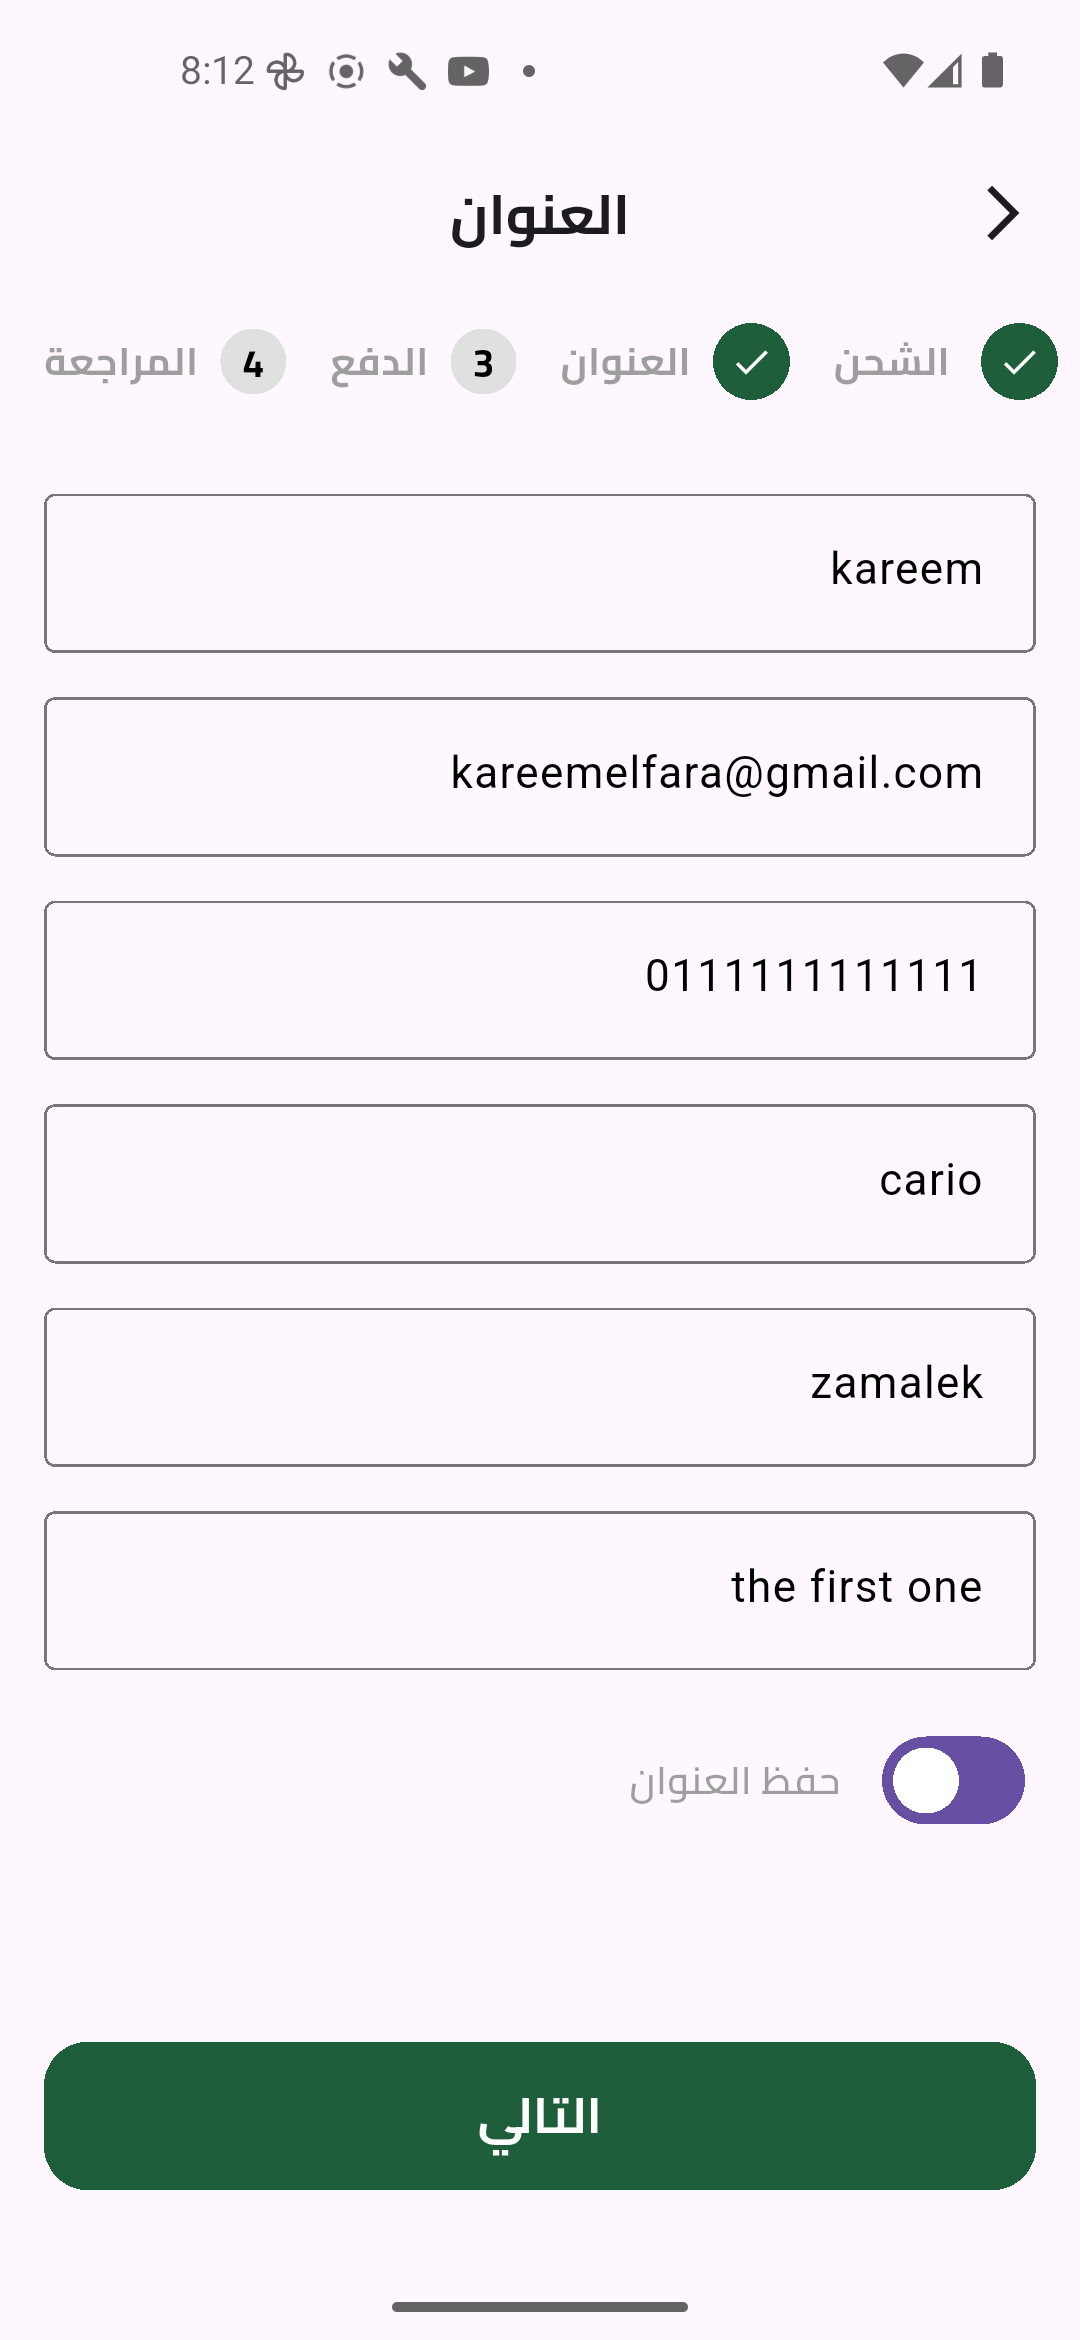 8:12
العنوان
الشحن العنوان 3 الدفع 4 المراجعة
kareem
kareemelfara@gmail.com
0111111111111
cario
zamalek
the first one
حفظ العنوان
التالي